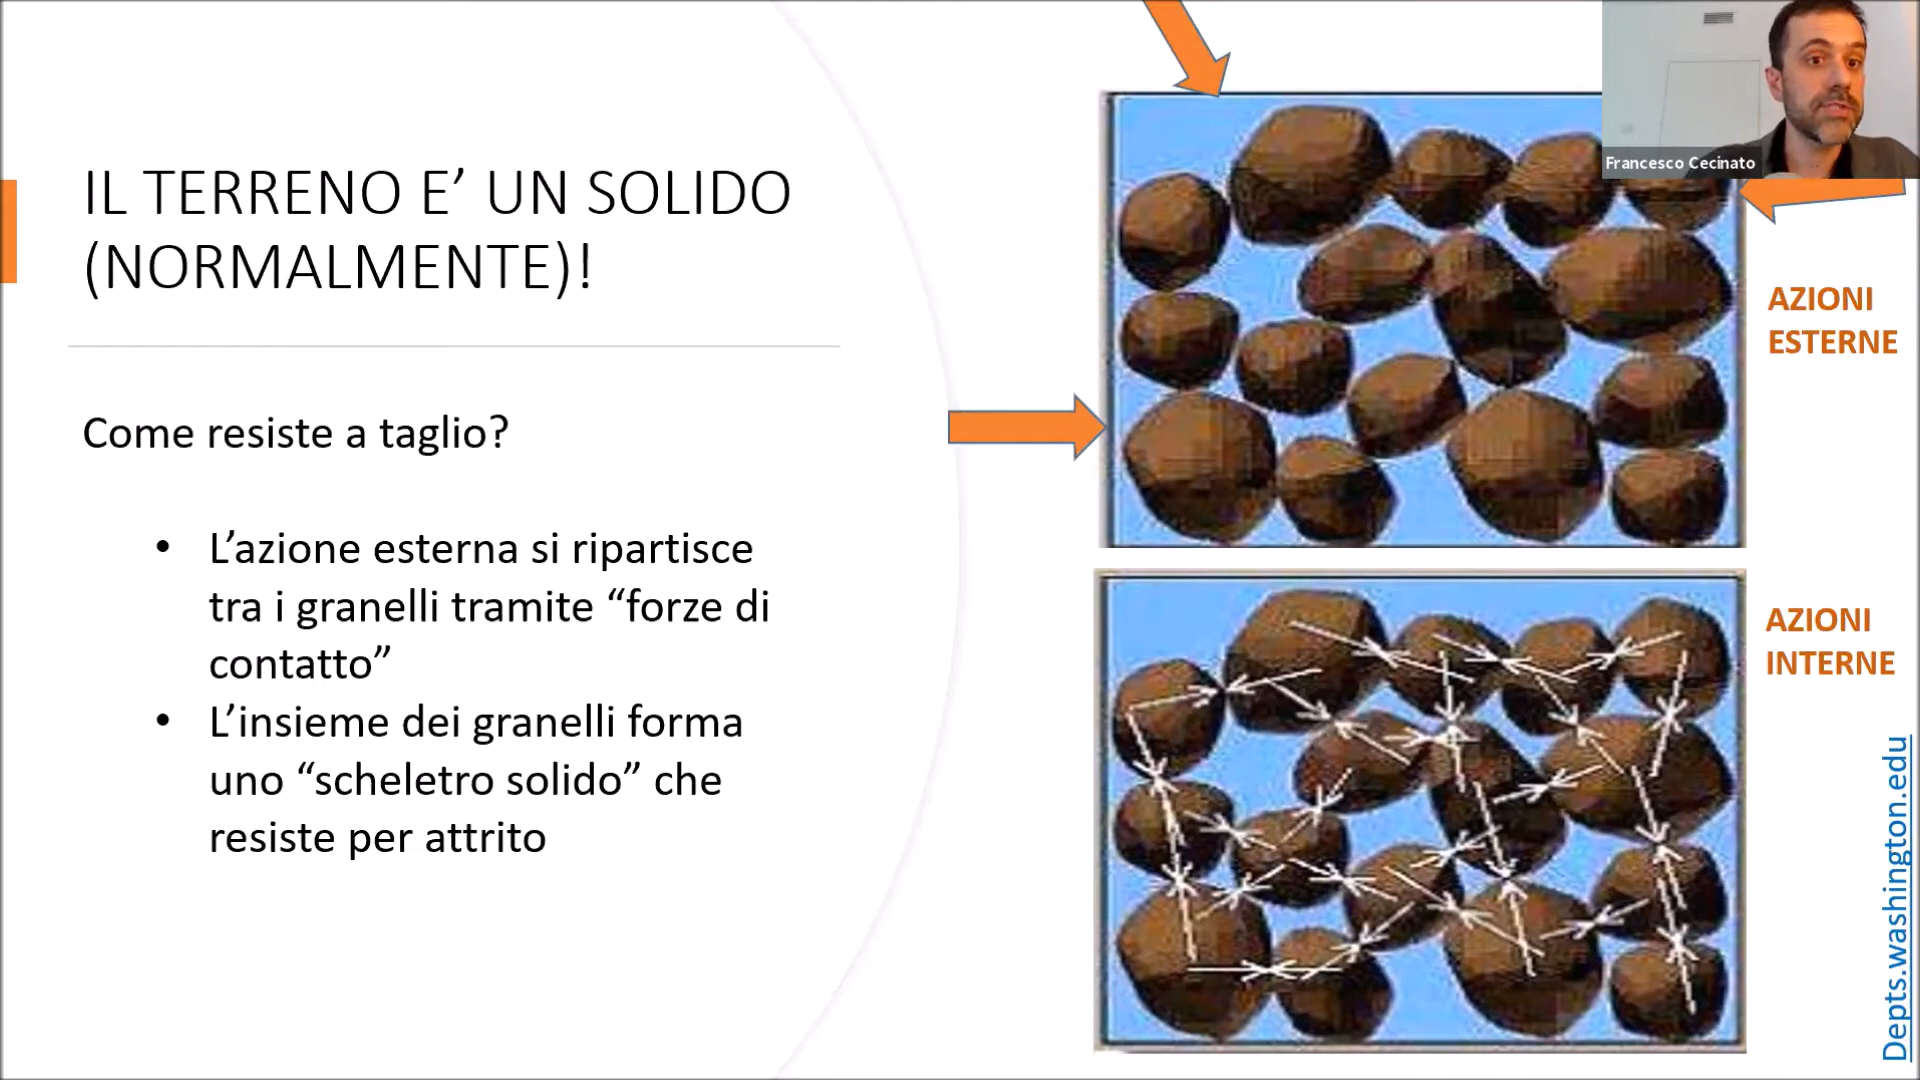 IL TERRENO E’ UN SOLIDO
(NORMALMENTE)!
Come resiste a taglio?
• L’azione esterna si ripartisce
tra i granelli tramite “forze di
contatto”
• L’insieme dei granelli forma
uno “scheletro solido” che
resiste per attrito
Francesco Cecinato
AZIONI
ESTERNE
AZIONI
INTERNE
Depts.washington.edu